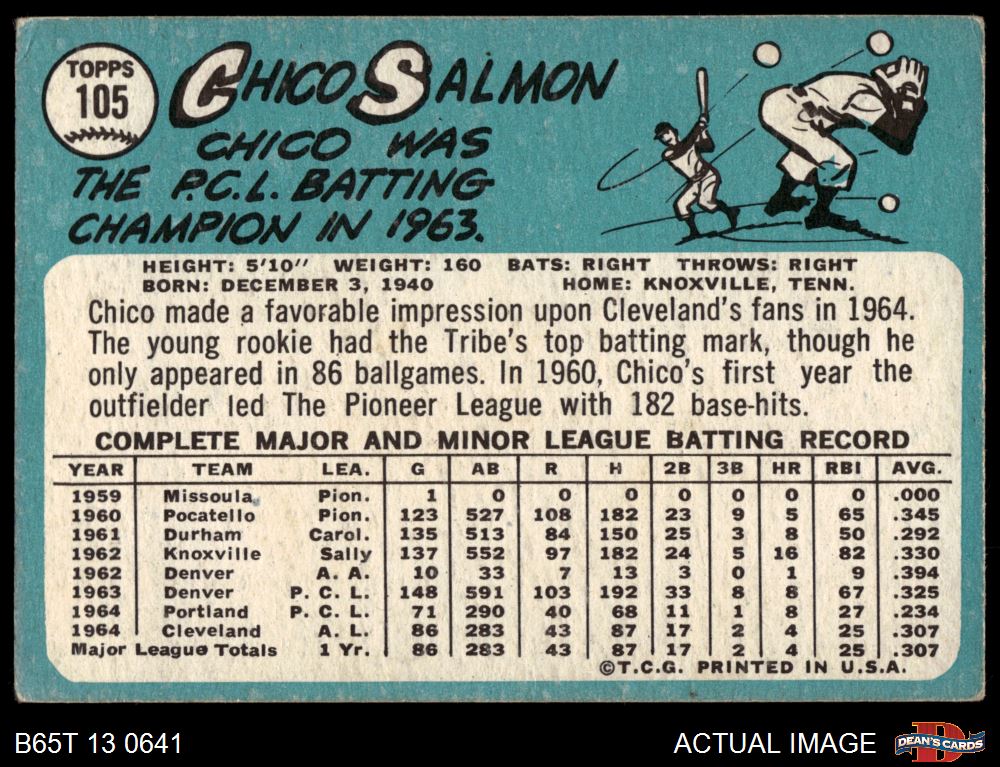 TOPPS
105
CHICO SALMON
CHICO WAS
THE P.C.L. BATTING
CHAMPION IN 1963.
HEIGHT: 5'10" WEIGHT: 160 BATS: RIGHT THROWS: RIGHT
BORN: DECEMBER 3, 1940 HOME: KNOXVILLE, TENN.
Chico made a favorable impression upon Cleveland's fans in 1964.
The young rookie had the Tribe's top batting mark, though he
only appeared in 86 ballgames. In 1960, Chico's first year the
outfielder led The Pioneer League with 182 base-hits.
COMPLETE MAJOR AND MINOR LEAGUE BATTING RECORD
YEAR TEAM LEA. G AB R H 2B 3B HR RBI AVG.
1959 Missoula Pion. 1 0 0 0 0 0 0 0 .000
1960 Pocatello Pion. 123 527 108 182 23 9 5 65 .345
1961 Durham Carol. 135 513 84 150 25 3 8 50 .292
1962 Knoxville Sally 137 552 97 182 24 5 16 82 .330
1962 Denver A. A. 10 33 7 13 3 0 1 9 .394
1963 Denver P. C. L. 148 591 103 192 33 8 8 67 .325
1964 Portland P. C. L. 71 290 40 68 11 1 8 27 .234
1964 Cleveland A. L. 86 283 43 87 17 2 4 25 .307
Major League Totals 1 Yr. 86 283 43 87 17 2 4 25 .307
©T.C.G. PRINTED IN U.S.A.
B65T 13 0641 ACTUAL IMAGE
D
DEAN'S CARDS